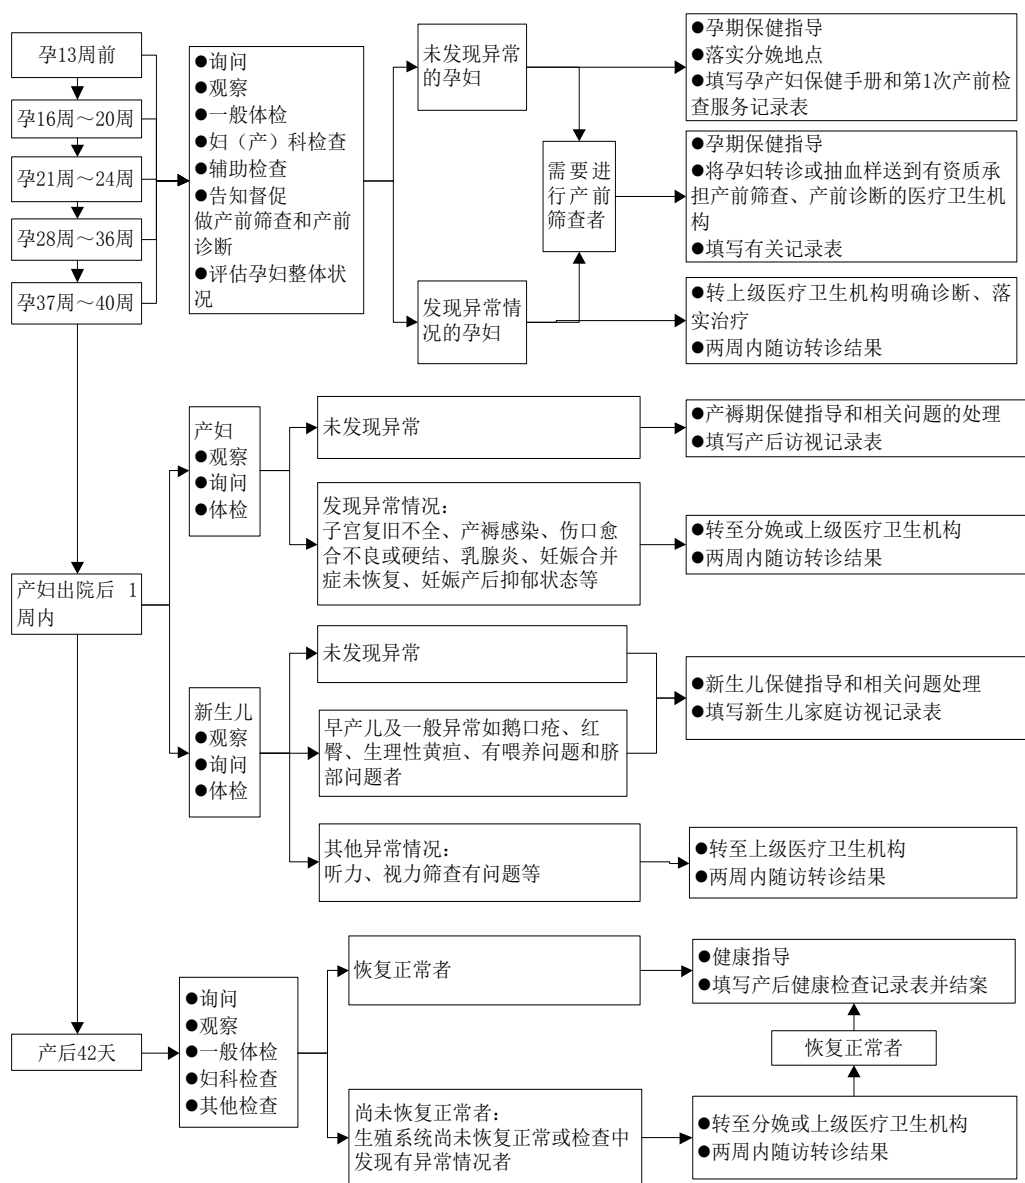 孕13周前
孕16周～20周
孕21周～24周
孕28周～36周
孕37周～40周
●询问
●观察
●一般体检
●妇（产）科检查
●辅助检查
●告知督促
做产前筛查和产前
诊断
●评估孕妇整体状
况
未发现异常
的孕妇
需要进
行产前
筛查者
发现异常情
况的孕妇
●孕期保健指导
●落实分娩地点
●填写孕产妇保健手册和第1次产前检
查服务记录表
●孕期保健指导
●将孕妇转诊或抽血样送到有资质承
担产前筛查、产前诊断的医疗卫生机
构
●填写有关记录表
●转上级医疗卫生机构明确诊断、落
实治疗
●两周内随访转诊结果
产妇出院后 1
周内
产妇
●观察
●询问
●体检
未发现异常
●产褥期保健指导和相关问题的处理
●填写产后访视记录表
发现异常情况：
子宫复旧不全、产褥感染、伤口愈
合不良或硬结、乳腺炎、妊娠合并
症未恢复、妊娠产后抑郁状态等
●转至分娩或上级医疗卫生机构
●两周内随访转诊结果
新生儿
●观察
●询问
●体检
未发现异常
早产儿及一般异常如鹅口疮、红
臀、生理性黄疸、有喂养问题和脐
部问题者
●新生儿保健指导和相关问题处理
●填写新生儿家庭访视记录表
其他异常情况：
听力、视力筛查有问题等
●转至上级医疗卫生机构
●两周内随访转诊结果
产后42天
●询问
●观察
●一般体检
●妇科检查
●其他检查
恢复正常者
●健康指导
●填写产后健康检查记录表并结案
恢复正常者
尚未恢复正常者：
生殖系统尚未恢复正常或检查中
发现有异常情况者
●转至分娩或上级医疗卫生机构
●两周内随访转诊结果